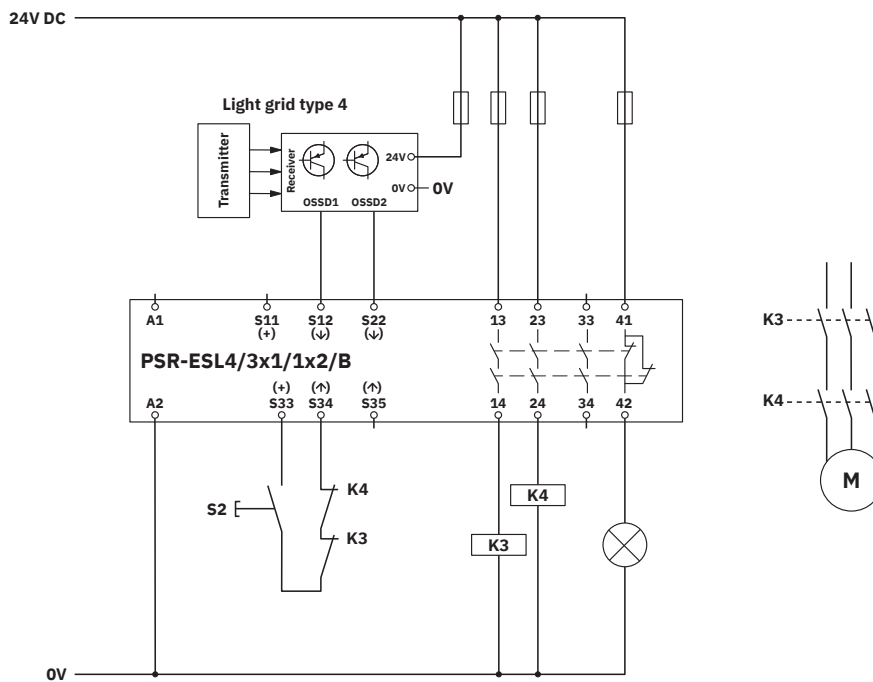 24V DC
Light grid type 4
Transmitter
Receiver
24V
0V
0V
OSSD1 OSSD2
A1 S11 S12 S22 13 23 33 41
(+) (↓) (↓)
PSR-ESL4/3x1/1x2/B
(+) (↑) (↑)
A2 S33 S34 S35 14 24 34 42
K3
K4
M
S2
K4
K3
K4
K3
0V